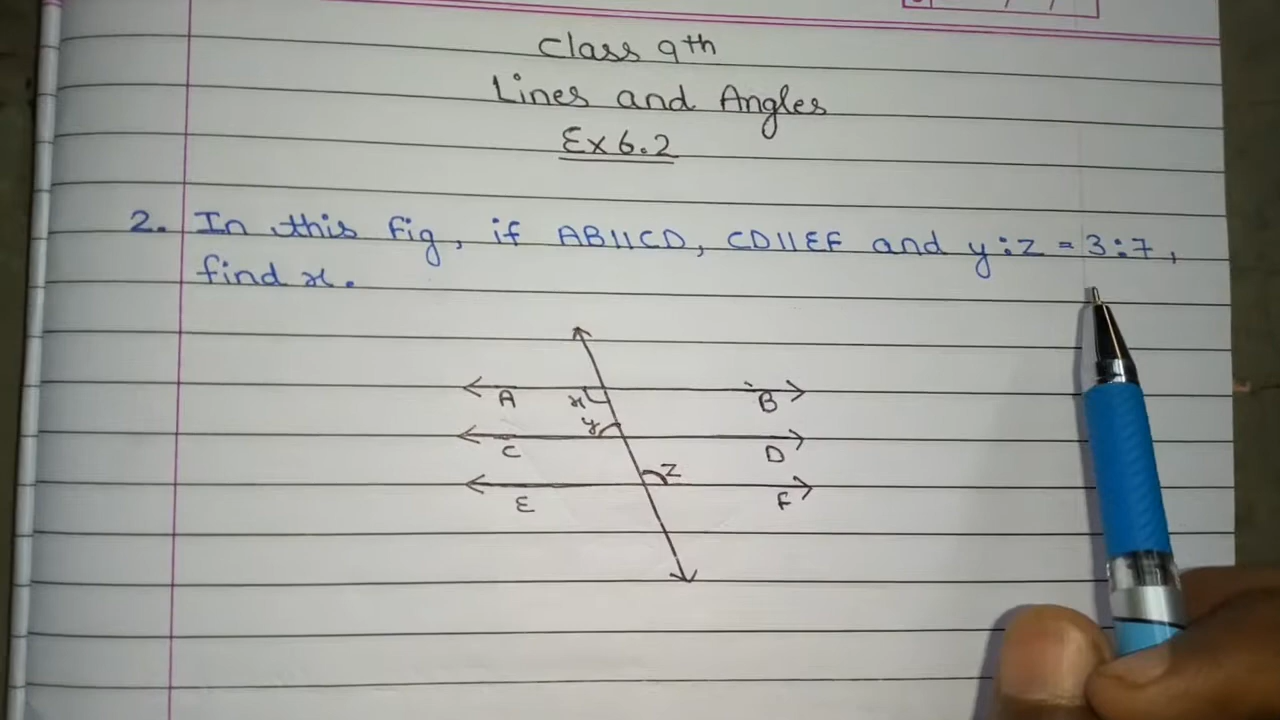 Class 9th
Lines and Angles
Ex 6.2
2. In this fig, if AB||CD, CD||EF and y:z = 3:7,
find x.
A x B
y
C D
z
E F